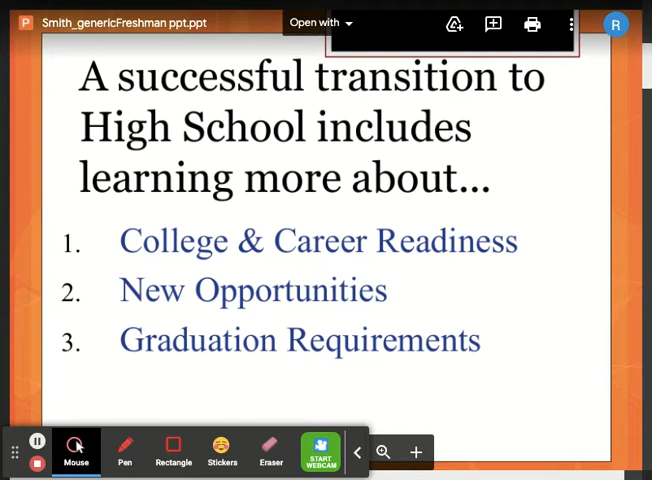 P Smith_genericFreshman ppt.ppt Open with R
A successful transition to
High School includes
learning more about...
1. College & Career Readiness
2. New Opportunities
3. Graduation Requirements
Mouse Pen Rectangle Stickers Eraser START
WEBCAM